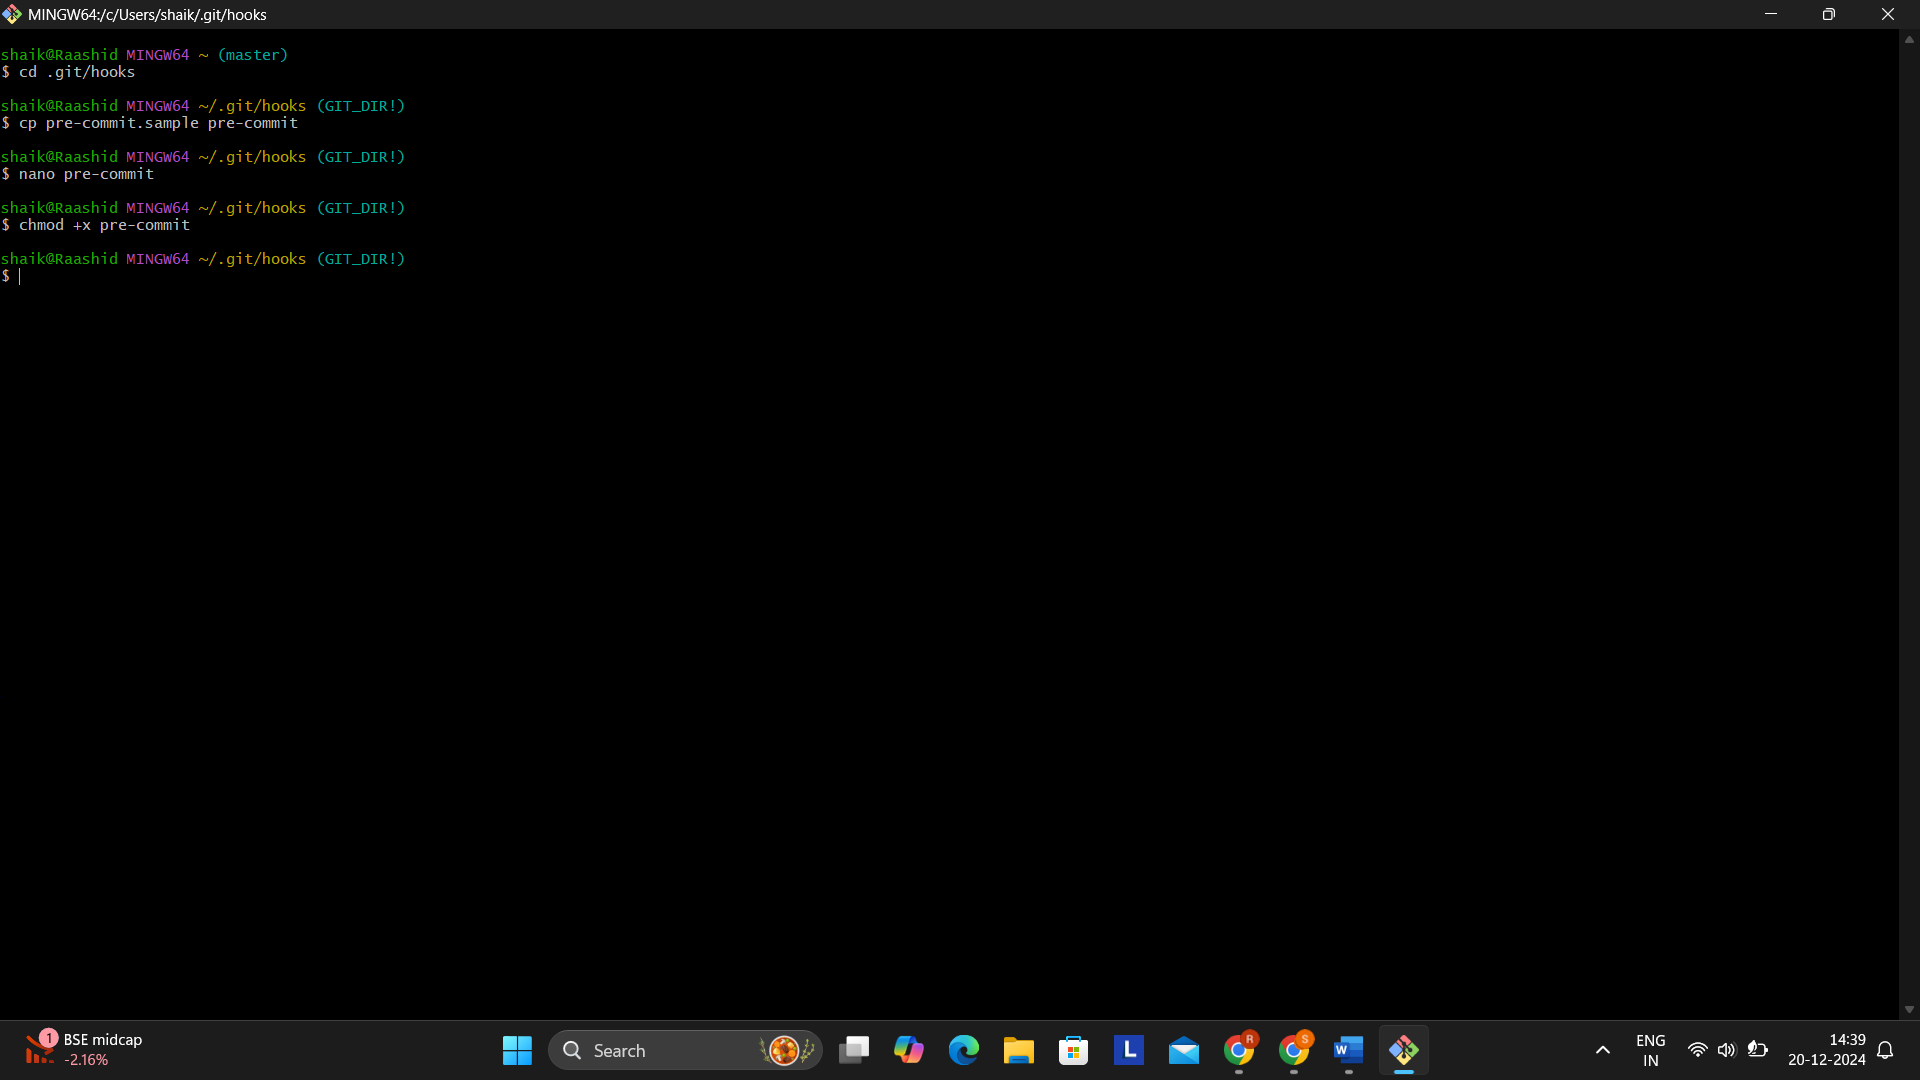 MINGW64:/c/Users/shaik/.git/hooks
shaik@Raashid MINGW64 ~ (master)
$ cd .git/hooks
shaik@Raashid MINGW64 ~/.git/hooks (GIT_DIR!)
$ cp pre-commit.sample pre-commit
shaik@Raashid MINGW64 ~/.git/hooks (GIT_DIR!)
$ nano pre-commit
shaik@Raashid MINGW64 ~/.git/hooks (GIT_DIR!)
$ chmod +x pre-commit
shaik@Raashid MINGW64 ~/.git/hooks (GIT_DIR!)
$
1
BSE midcap
-2.16%
Search
L
R
S
W
ENG
IN
14:39
20-12-2024